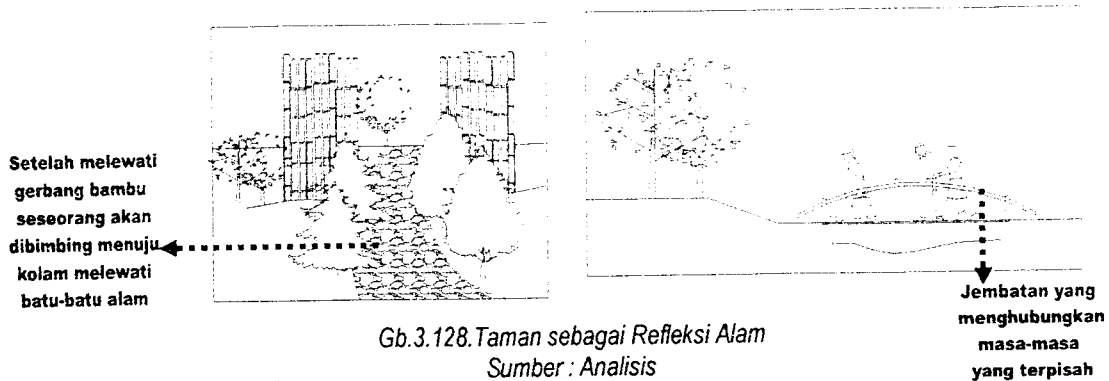 Setelah melewati
gerbang bambu
seseorang akan
dibimbing menuju
kolam melewati
batu-batu alam
Jembatan yang
menghubungkan
masa-masa
yang terpisah
Gb.3.128.Taman sebagai Refleksi Alam
Sumber : Analisis